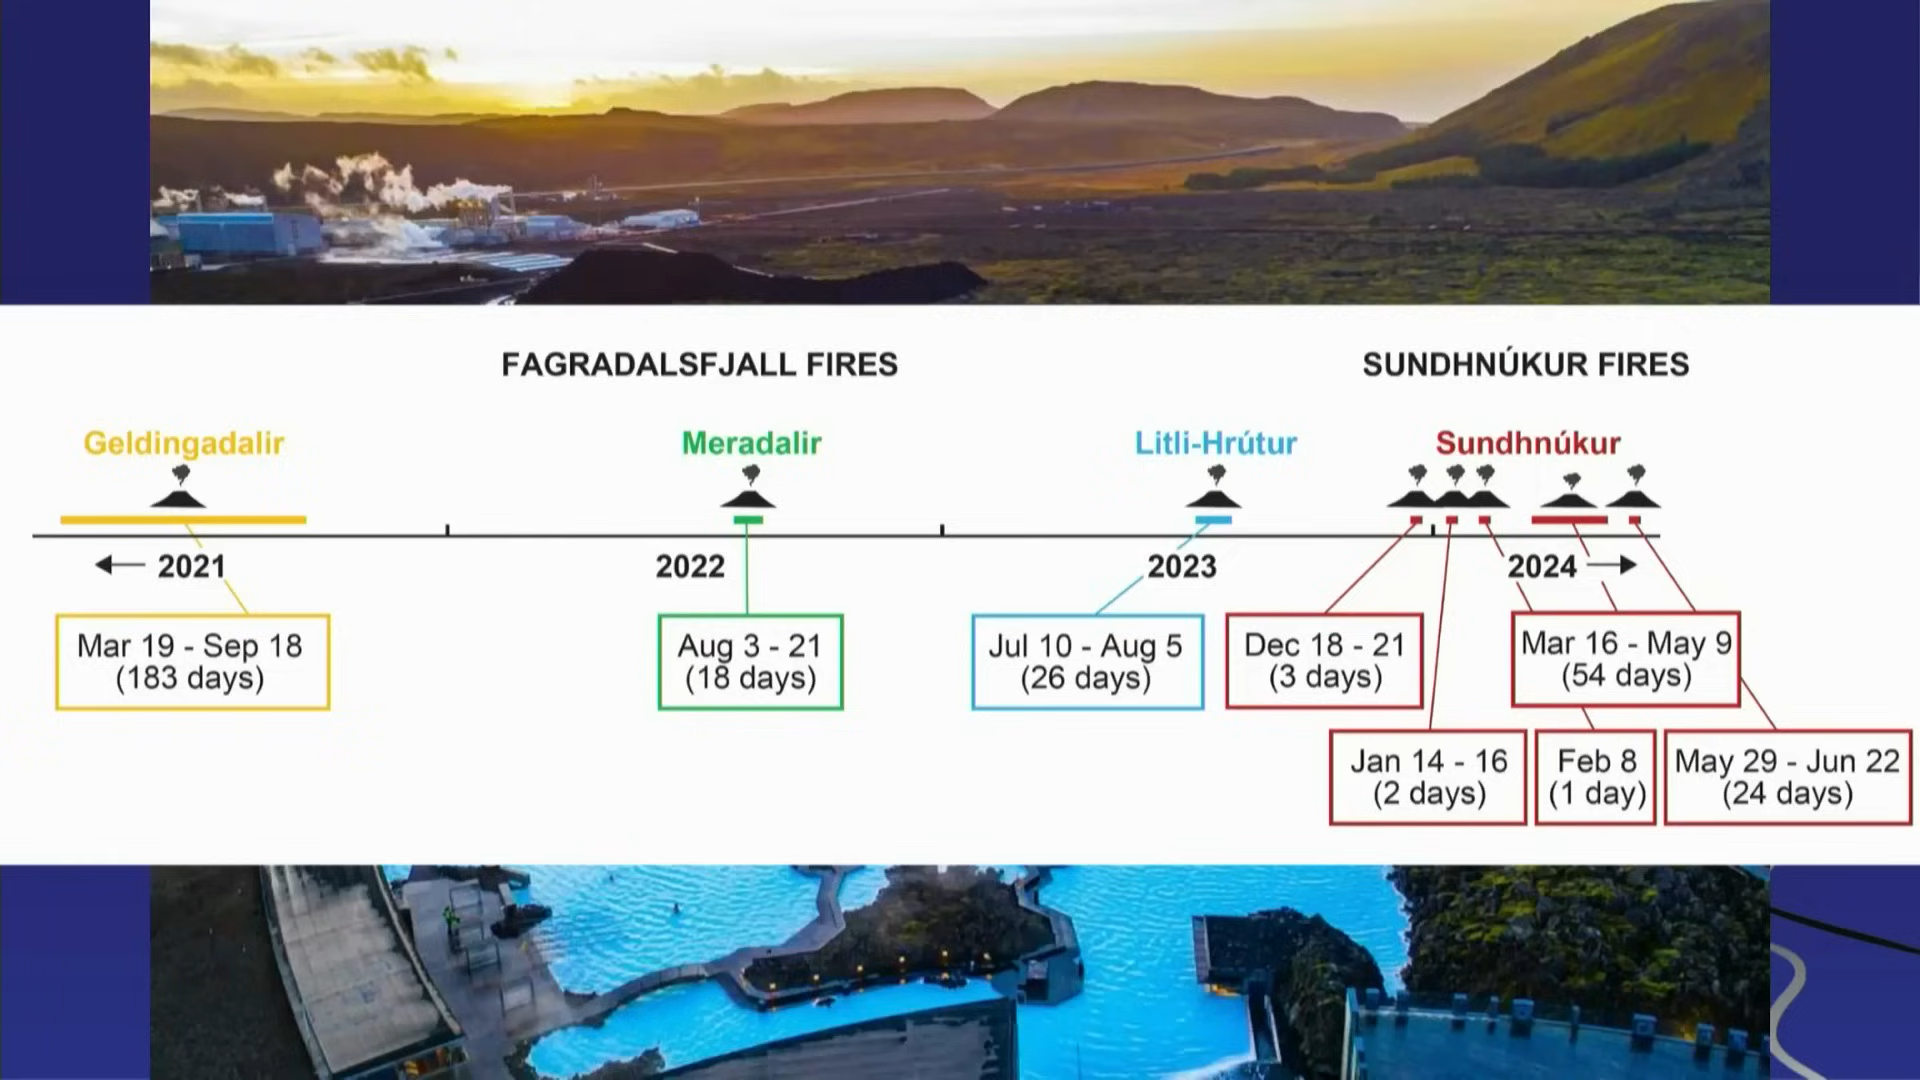 FAGRADALSFJALL FIRES
SUNDHNÚKUR FIRES
Geldingadalir
Meradalir
Litli-Hrútur
Sundhnúkur
2021
2022
2023
2024
Mar 19 - Sep 18
(183 days)
Aug 3 - 21
(18 days)
Jul 10 - Aug 5
(26 days)
Dec 18 - 21
(3 days)
Mar 16 - May 9
(54 days)
Jan 14 - 16
(2 days)
Feb 8
(1 day)
May 29 - Jun 22
(24 days)